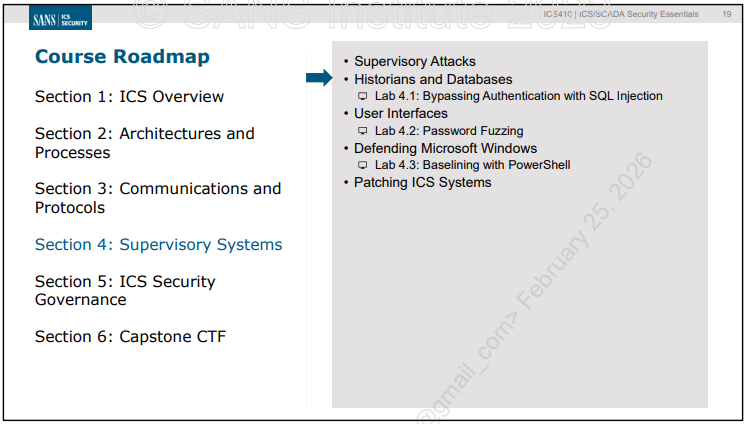 © SANS Institute 2026
SANS ICS SECURITY
ICS410 | ICS/SCADA Security Essentials 19
Course Roadmap
Section 1: ICS Overview
Section 2: Architectures and
Processes
Section 3: Communications and
Protocols
Section 4: Supervisory Systems
Section 5: ICS Security
Governance
Section 6: Capstone CTF
• Supervisory Attacks
• Historians and Databases
Lab 4.1: Bypassing Authentication with SQL Injection
• User Interfaces
Lab 4.2: Password Fuzzing
• Defending Microsoft Windows
Lab 4.3: Baselining with PowerShell
• Patching ICS Systems
@gmail_com> February 25, 2026